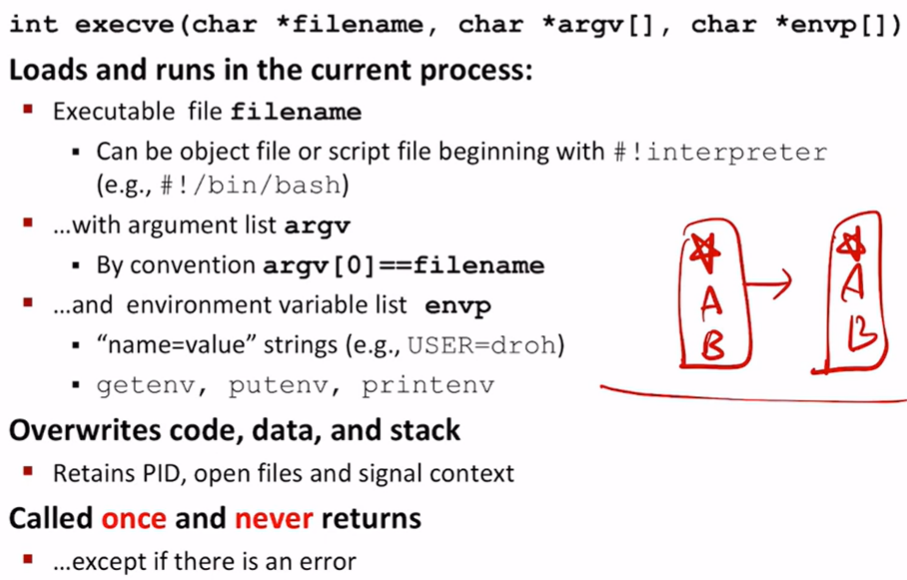 int execve(char *filename, char *argv[], char *envp[])
Loads and runs in the current process:
▪ Executable file filename
▪ Can be object file or script file beginning with #!interpreter
(e.g., #!/bin/bash)
▪ …with argument list argv
▪ By convention argv[0]==filename
▪ …and environment variable list envp
▪ “name=value” strings (e.g., USER=droh)
▪ getenv, putenv, printenv
Overwrites code, data, and stack
▪ Retains PID, open files and signal context
Called once and never returns
▪ …except if there is an error
A
B
A
B